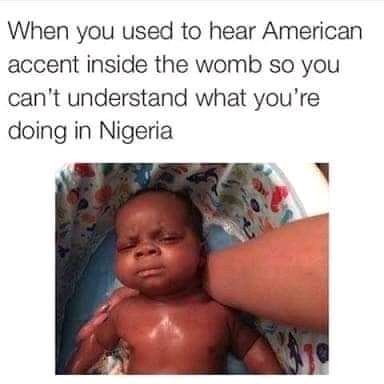 When you used to hear American
accent inside the womb so you
can't understand what you're
doing in Nigeria